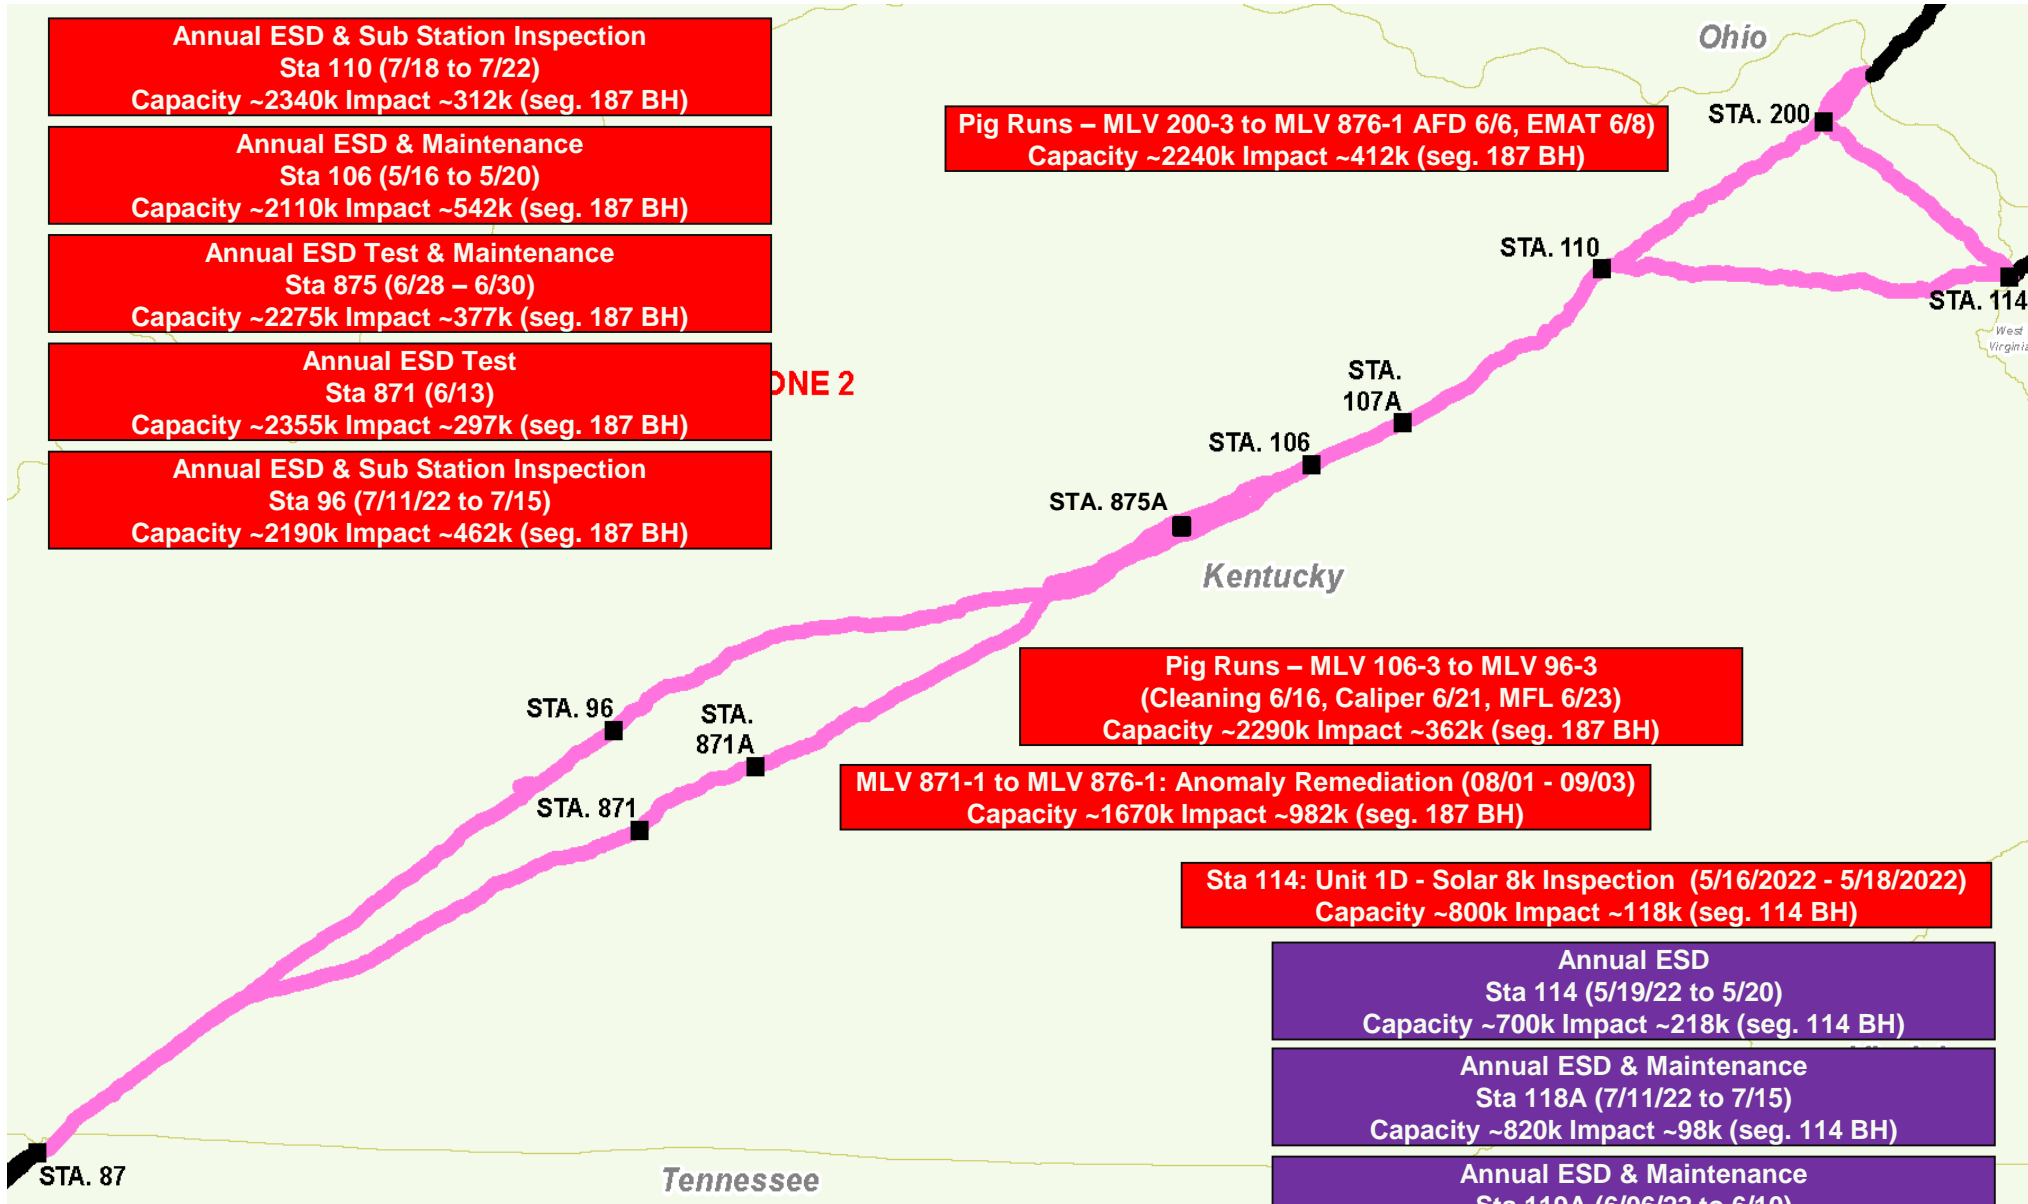 Annual ESD & Sub Station Inspection
Sta 110 (7/18 to 7/22)
Capacity ~2340k Impact ~312k (seg. 187 BH)
Annual ESD & Maintenance
Sta 106 (5/16 to 5/20)
Capacity ~2110k Impact ~542k (seg. 187 BH)
Annual ESD Test & Maintenance
Sta 875 (6/28 – 6/30)
Capacity ~2275k Impact ~377k (seg. 187 BH)
Annual ESD Test
Sta 871 (6/13)
Capacity ~2355k Impact ~297k (seg. 187 BH)
Annual ESD & Sub Station Inspection
Sta 96 (7/11/22 to 7/15)
Capacity ~2190k Impact ~462k (seg. 187 BH)
ONE 2
Ohio
Pig Runs – MLV 200-3 to MLV 876-1 AFD 6/6, EMAT 6/8)
Capacity ~2240k Impact ~412k (seg. 187 BH)
STA. 200
STA. 110
STA. 114
West
Virginia
STA.
107A
STA. 106
STA. 875A
Kentucky
Pig Runs – MLV 106-3 to MLV 96-3
(Cleaning 6/16, Caliper 6/21, MFL 6/23)
Capacity ~2290k Impact ~362k (seg. 187 BH)
STA. 96
STA.
871A
STA. 871
MLV 871-1 to MLV 876-1: Anomaly Remediation (08/01 - 09/03)
Capacity ~1670k Impact ~982k (seg. 187 BH)
Sta 114: Unit 1D - Solar 8k Inspection (5/16/2022 - 5/18/2022)
Capacity ~800k Impact ~118k (seg. 114 BH)
Annual ESD
Sta 114 (5/19/22 to 5/20)
Capacity ~700k Impact ~218k (seg. 114 BH)
Annual ESD & Maintenance
Sta 118A (7/11/22 to 7/15)
Capacity ~820k Impact ~98k (seg. 114 BH)
Annual ESD & Maintenance
Sta 119A (6/06/22 to 6/10)
STA. 87
Tennessee